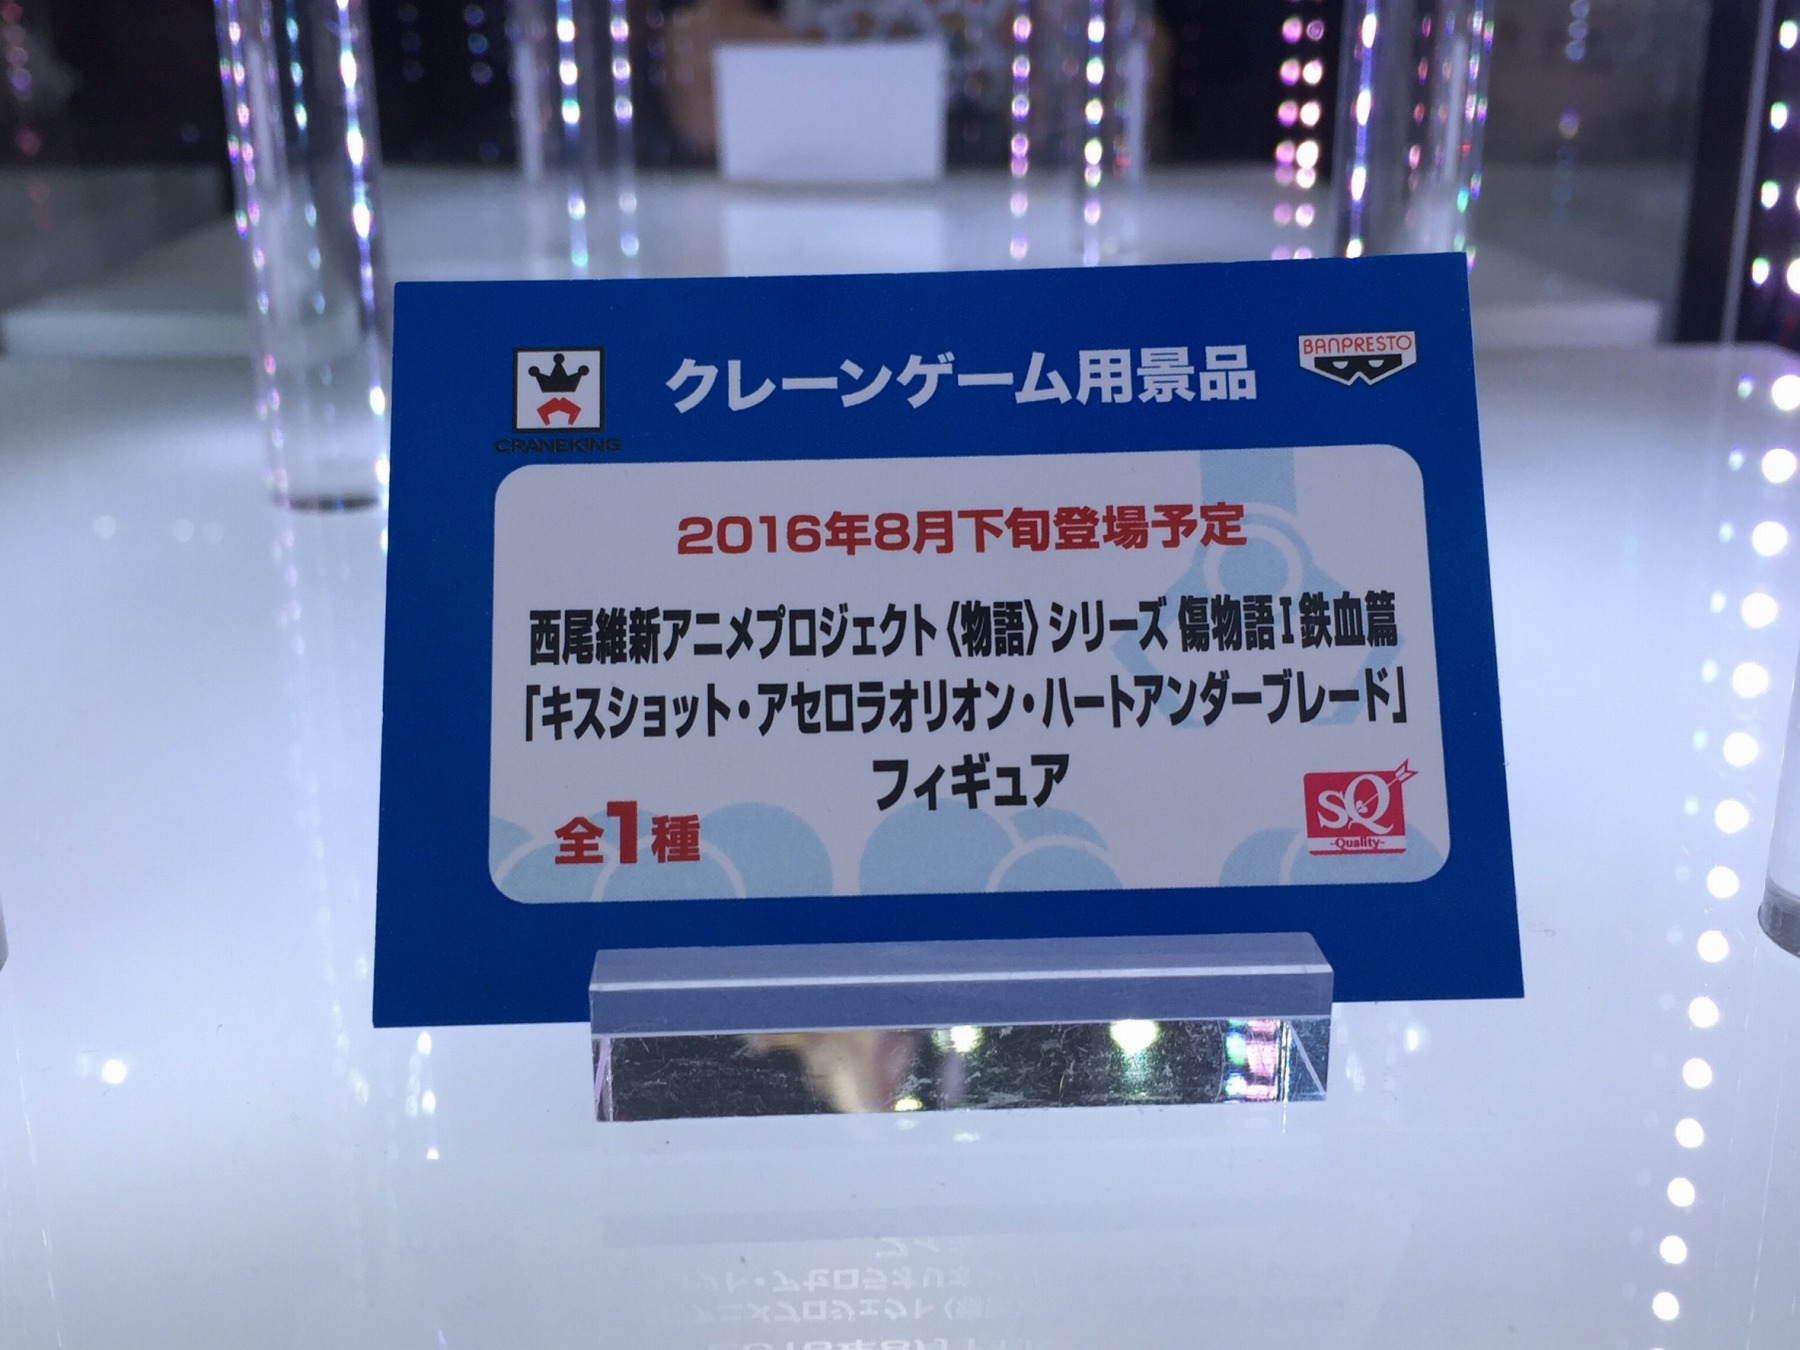 クレーンゲーム用景品
BANPRESTO
CRANEKING
2016年8月下旬登場予定
西尾維新アニメプロジェクト〈物語〉シリーズ 傷物語Ⅰ鉄血篇
「キスショット・アセロラオリオン・ハートアンダーブレード」
フィギュア
全1種
SQ
-Quality-